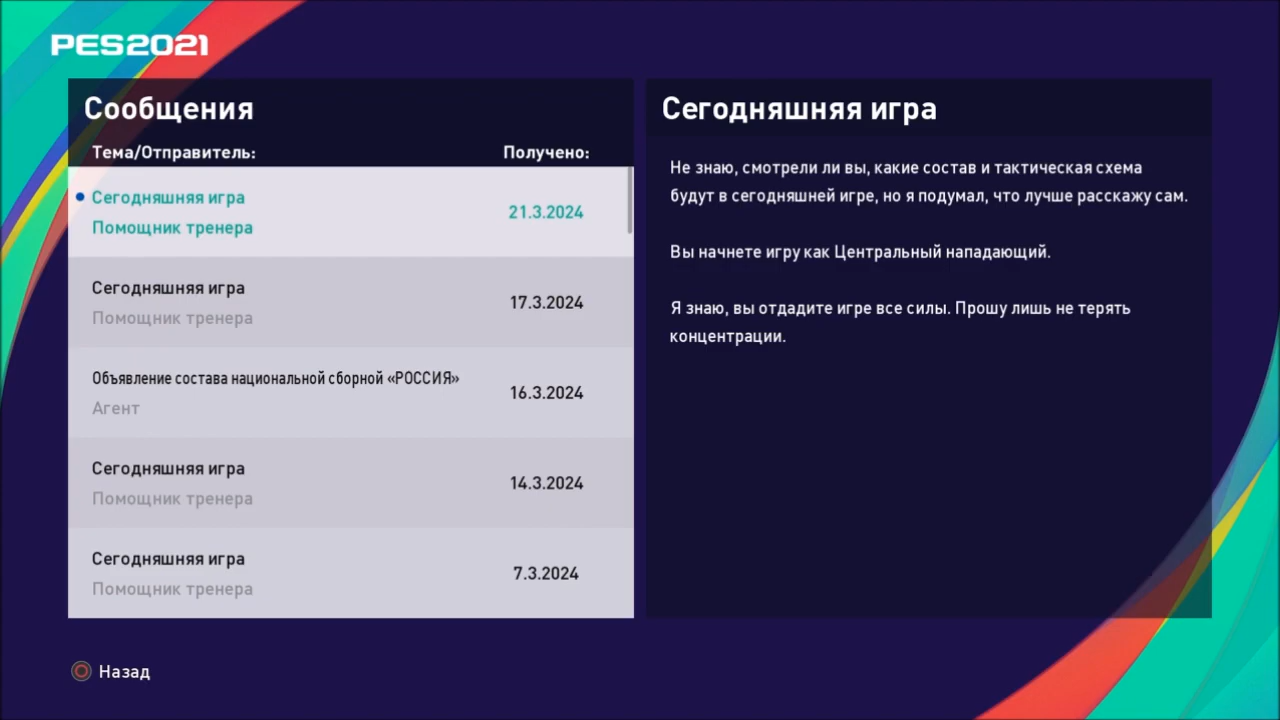 PES2021
Сообщения
Тема/Отправитель:
Получено:
Сегодняшняя игра
Помощник тренера
21.3.2024
Сегодняшняя игра
Помощник тренера
17.3.2024
Объявление состава национальной сборной «РОССИЯ»
Агент
16.3.2024
Сегодняшняя игра
Помощник тренера
14.3.2024
Сегодняшняя игра
Помощник тренера
7.3.2024
Сегодняшняя игра
Не знаю, смотрели ли вы, какие состав и тактическая схема
будут в сегодняшней игре, но я подумал, что лучше расскажу сам.
Вы начнете игру как Центральный нападающий.
Я знаю, вы отдадите игре все силы. Прошу лишь не терять
концентрации.
Назад